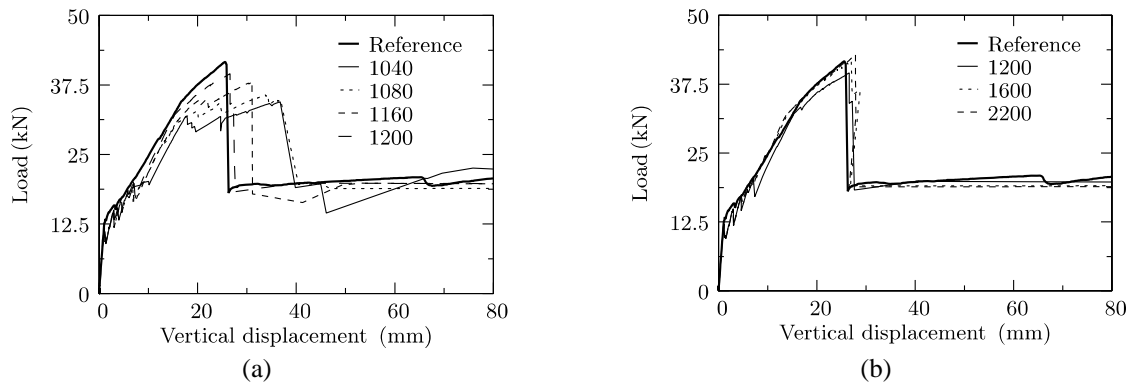 50
37.5
25
12.5
0
Load (kN)
0 20 40 60 80
Vertical displacement (mm)
Reference
1040
1080
1160
1200
(a)
50
37.5
25
12.5
0
Load (kN)
0 20 40 60 80
Vertical displacement (mm)
Reference
1200
1600
2200
(b)